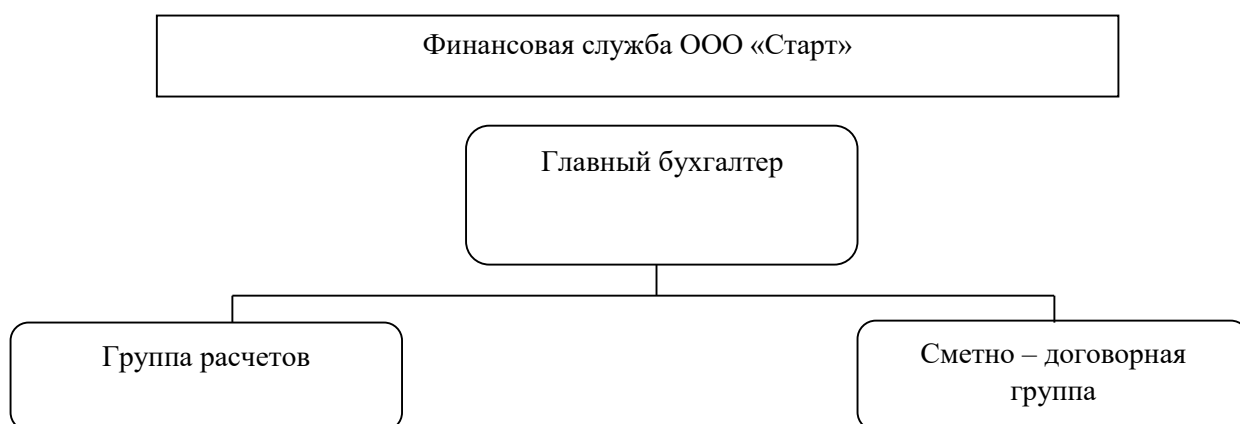 Финансовая служба ООО «Старт»
Главный бухгалтер
Группа расчетов
Сметно – договорная
группа